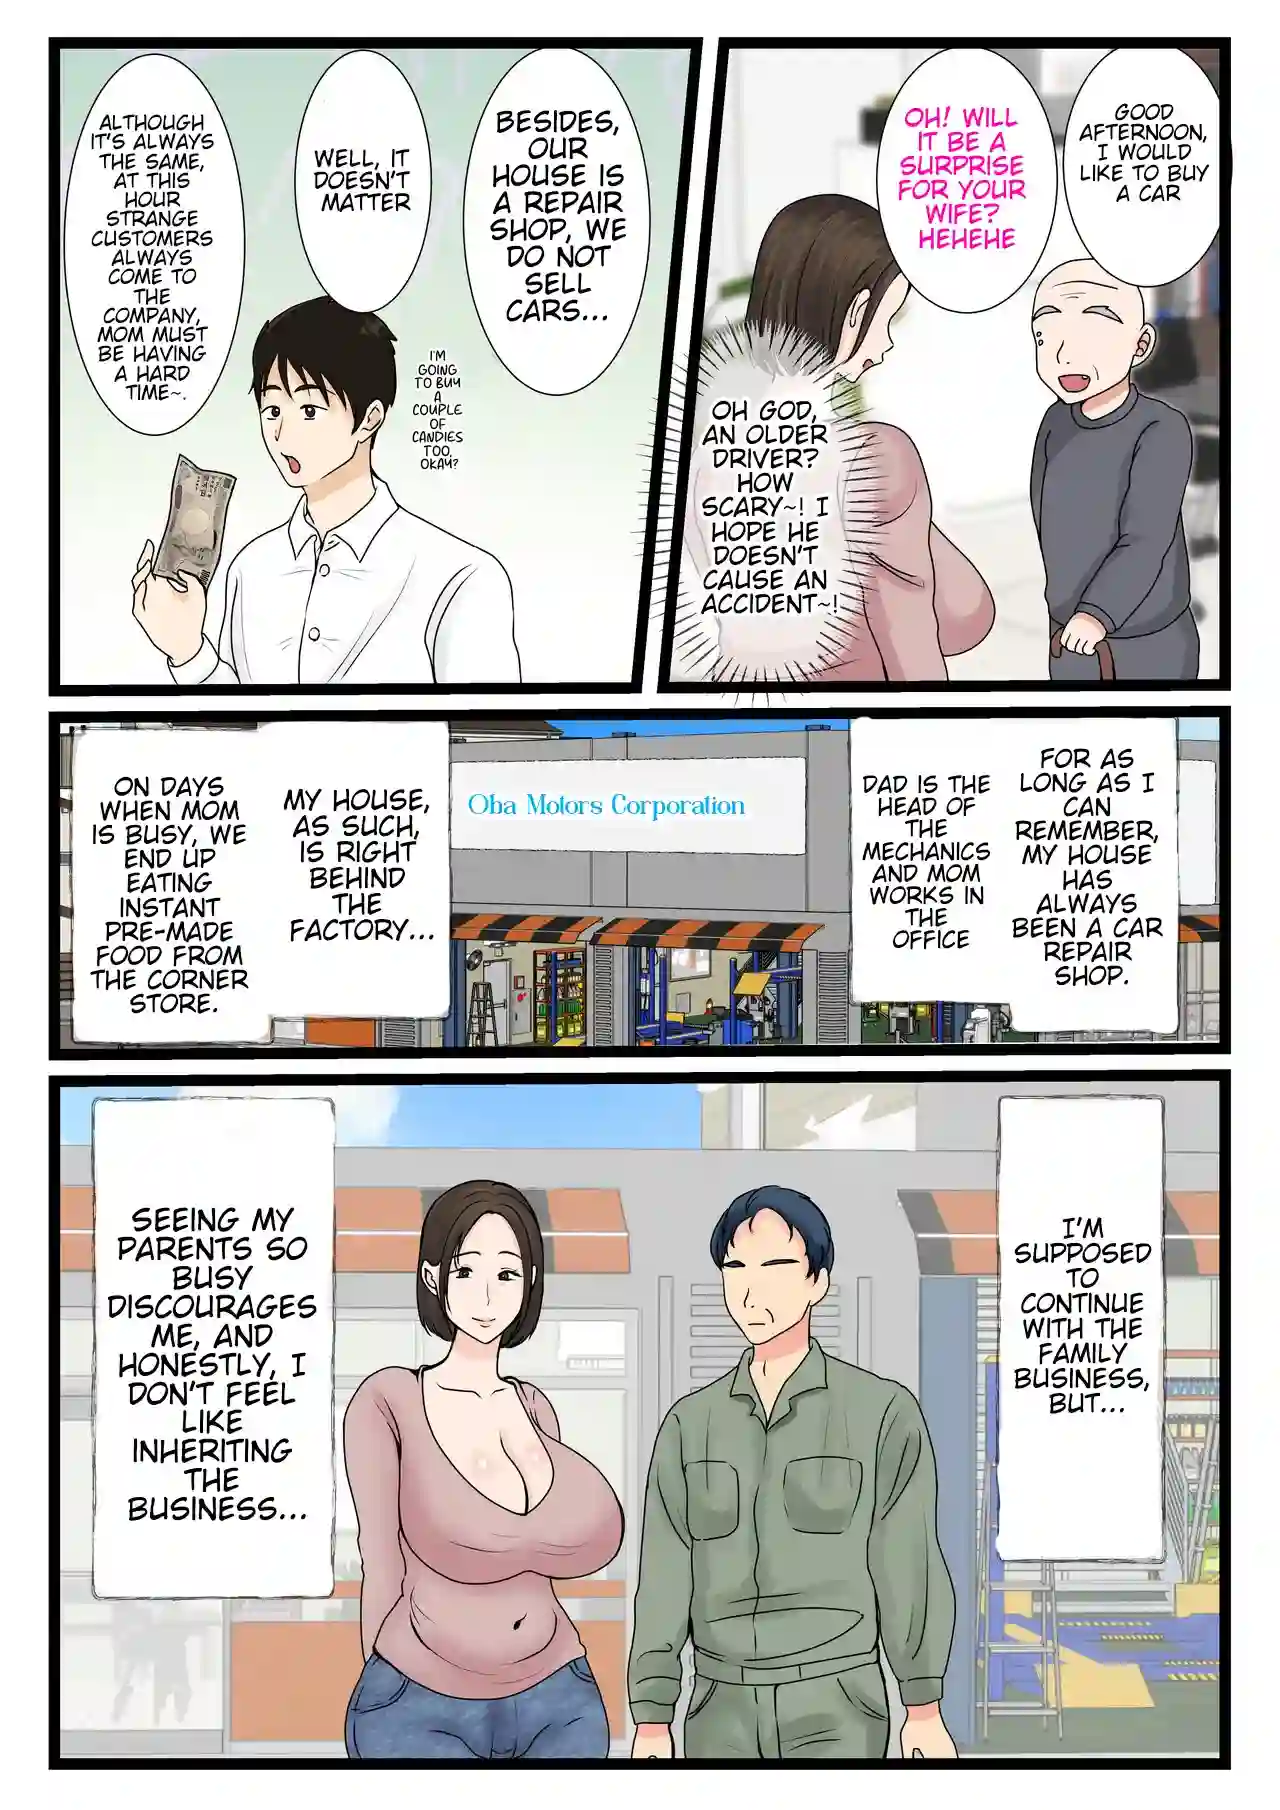 GOOD
AFTERNOON,
I WOULD
LIKE TO BUY
A CAR
OH! WILL
IT BE A
SURPRISE
FOR YOUR
WIFE?
HEHEHE
OH GOD,
AN OLDER
DRIVER?
HOW
SCARY~! I
HOPE HE
DOESN'T
CAUSE AN
ACCIDENT~!
BESIDES,
OUR
HOUSE IS
A REPAIR
SHOP, WE
DO NOT
SELL
CARS...
WELL, IT
DOESN'T
MATTER
I'M
GOING
TO BUY
A
COUPLE
OF
CANDIES
TOO,
OKAY?
ALTHOUGH
IT'S ALWAYS
THE SAME,
AT THIS
HOUR
STRANGE
CUSTOMERS
ALWAYS
COME TO
THE
COMPANY,
MOM MUST
BE HAVING
A HARD
TIME~.
FOR AS
LONG AS I
CAN
REMEMBER,
MY HOUSE
HAS
ALWAYS
BEEN A CAR
REPAIR
SHOP.
DAD IS THE
HEAD OF
THE
MECHANICS
AND MOM
WORKS IN
THE
OFFICE
Oba Motors Corporation
MY HOUSE,
AS SUCH,
IS RIGHT
BEHIND
THE
FACTORY...
ON DAYS
WHEN MOM
IS BUSY, WE
END UP
EATING
INSTANT
PRE-MADE
FOOD FROM
THE CORNER
STORE.
I'M
SUPPOSED
TO
CONTINUE
WITH THE
FAMILY
BUSINESS,
BUT...
SEEING MY
PARENTS SO
BUSY
DISCOURAGES
ME, AND
HONESTLY, I
DON'T FEEL
LIKE
INHERITING
THE
BUSINESS...